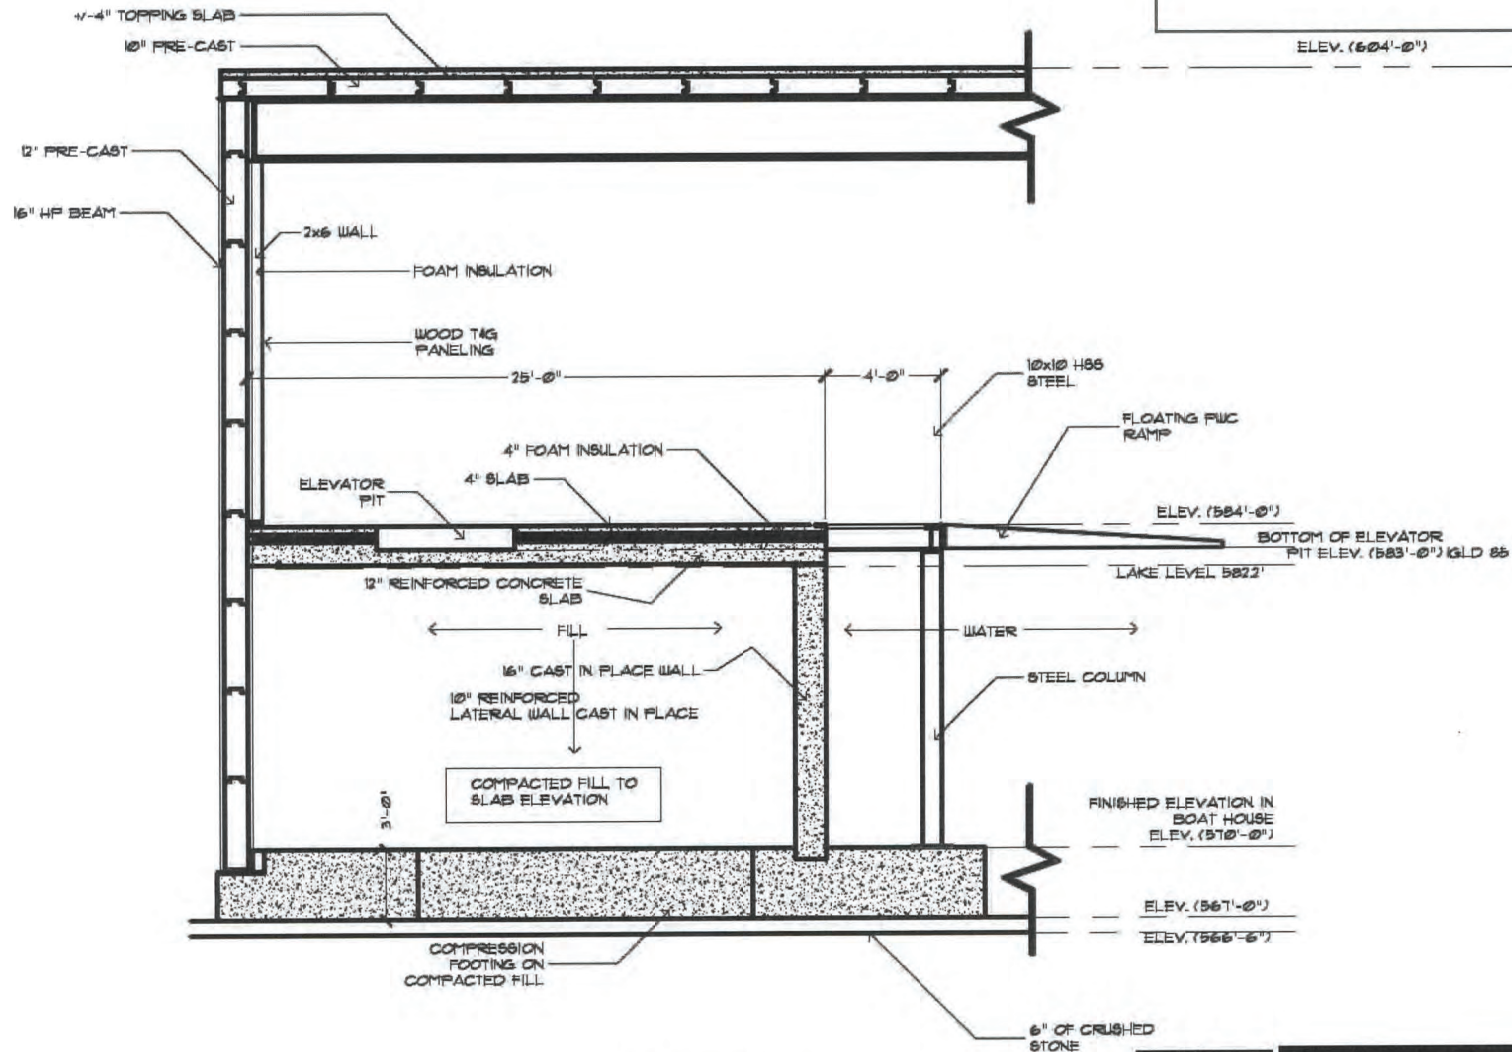 +/-4" TOPPING SLAB
10" PRE-CAST
ELEV. (604'-0")
12" PRE-CAST
16" HP BEAM
2x6 WALL
FOAM INSULATION
WOOD T&G
PANELING
25'-0"
4'-0"
10x10 HSS
STEEL
FLOATING PWC
RAMP
4" FOAM INSULATION
4" SLAB
ELEVATOR
PIT
ELEV. (584'-0")
BOTTOM OF ELEVATOR
PIT ELEV. (583'-0") IGLD 85
LAKE LEVEL 582.2'
12" REINFORCED CONCRETE
SLAB
FILL
WATER
16" CAST IN PLACE WALL
10" REINFORCED
LATERAL WALL CAST IN PLACE
STEEL COLUMN
COMPACTED FILL TO
SLAB ELEVATION
3'-0"
FINISHED ELEVATION IN
BOAT HOUSE
ELEV. (570'-0")
ELEV. (567'-0")
ELEV. (566'-6")
COMPRESSION
FOOTING ON
COMPACTED FILL
6" OF CRUSHED
STONE